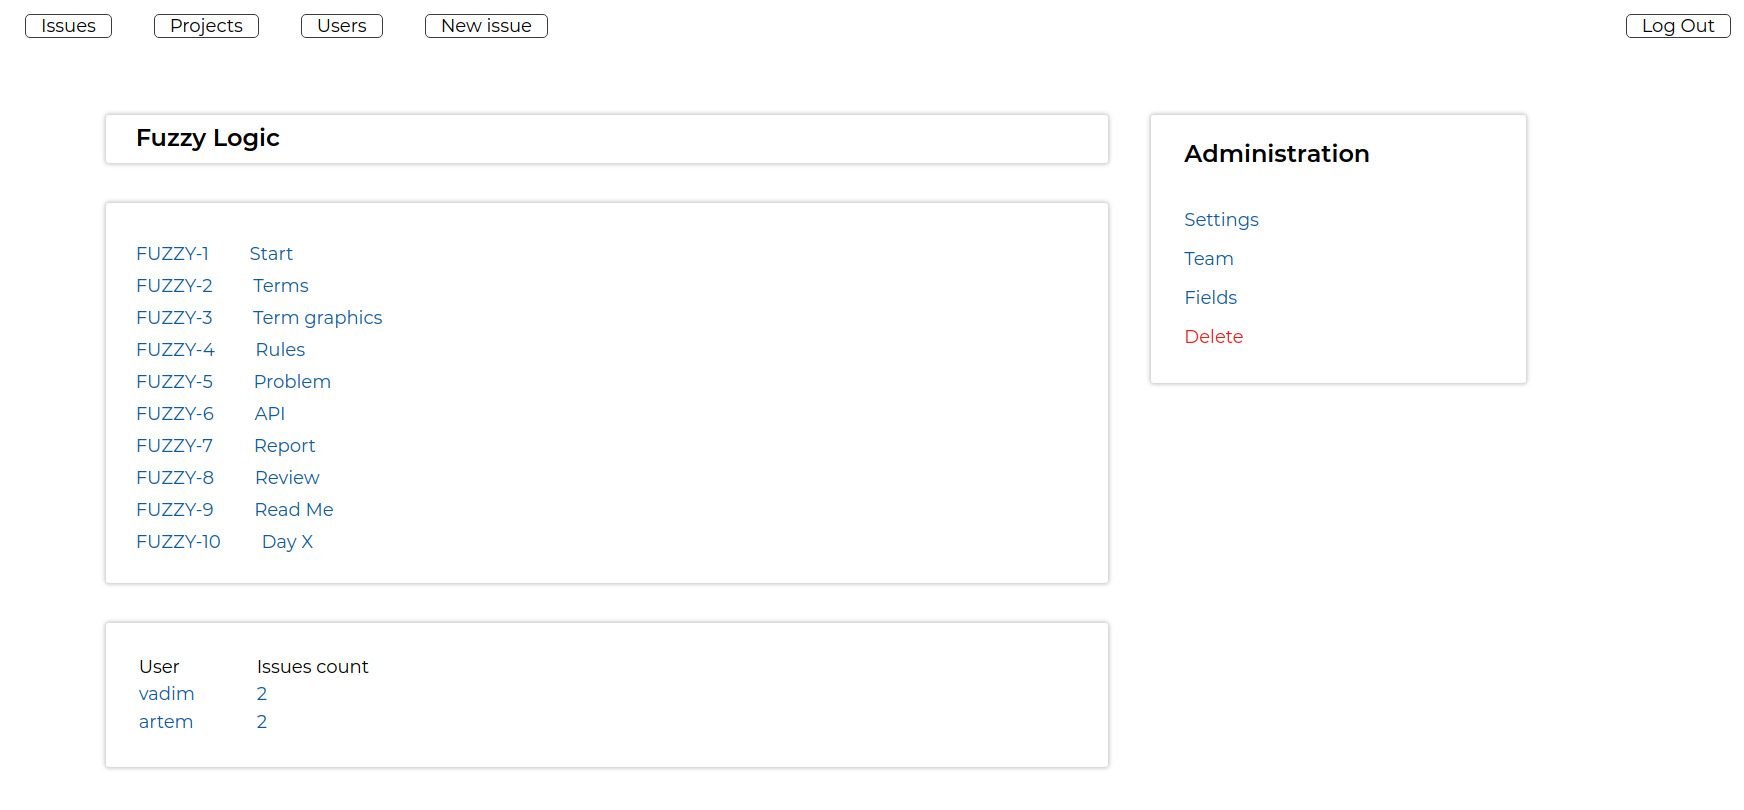 Issues Projects Users New issue Log Out
Fuzzy Logic
FUZZY-1 Start
FUZZY-2 Terms
FUZZY-3 Term graphics
FUZZY-4 Rules
FUZZY-5 Problem
FUZZY-6 API
FUZZY-7 Report
FUZZY-8 Review
FUZZY-9 Read Me
FUZZY-10 Day X
User Issues count
vadim 2
artem 2
Administration
Settings
Team
Fields
Delete